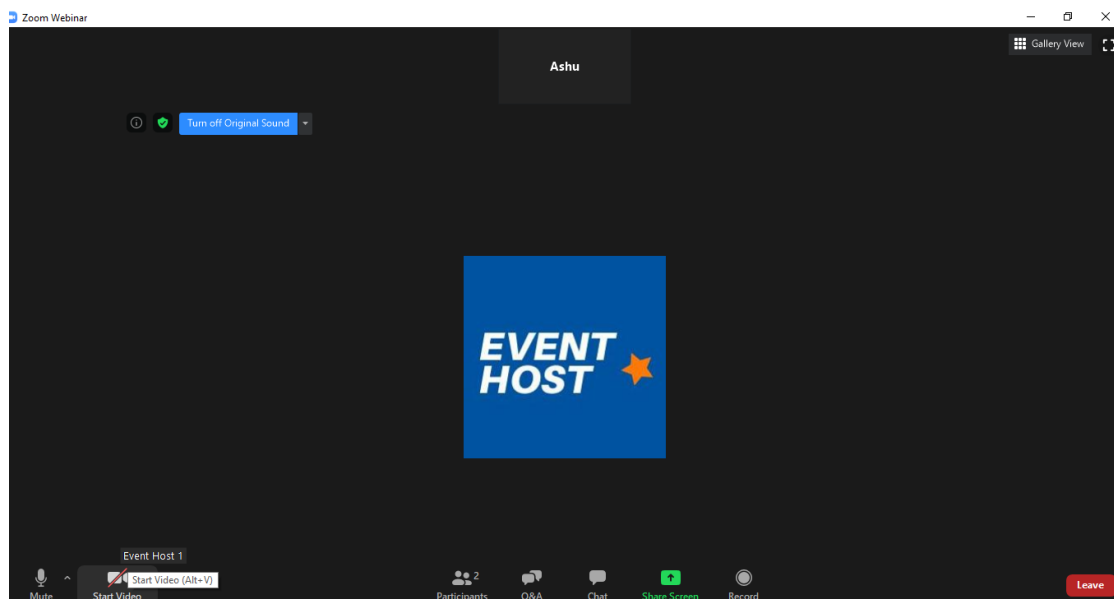 Zoom Webinar
Ashu
Gallery View
Turn off Original Sound
EVENT
HOST
Event Host 1
Start Video (Alt+V)
Mute
Start Video
Participants
2
Q&A
Chat
Share Screen
Record
Leave